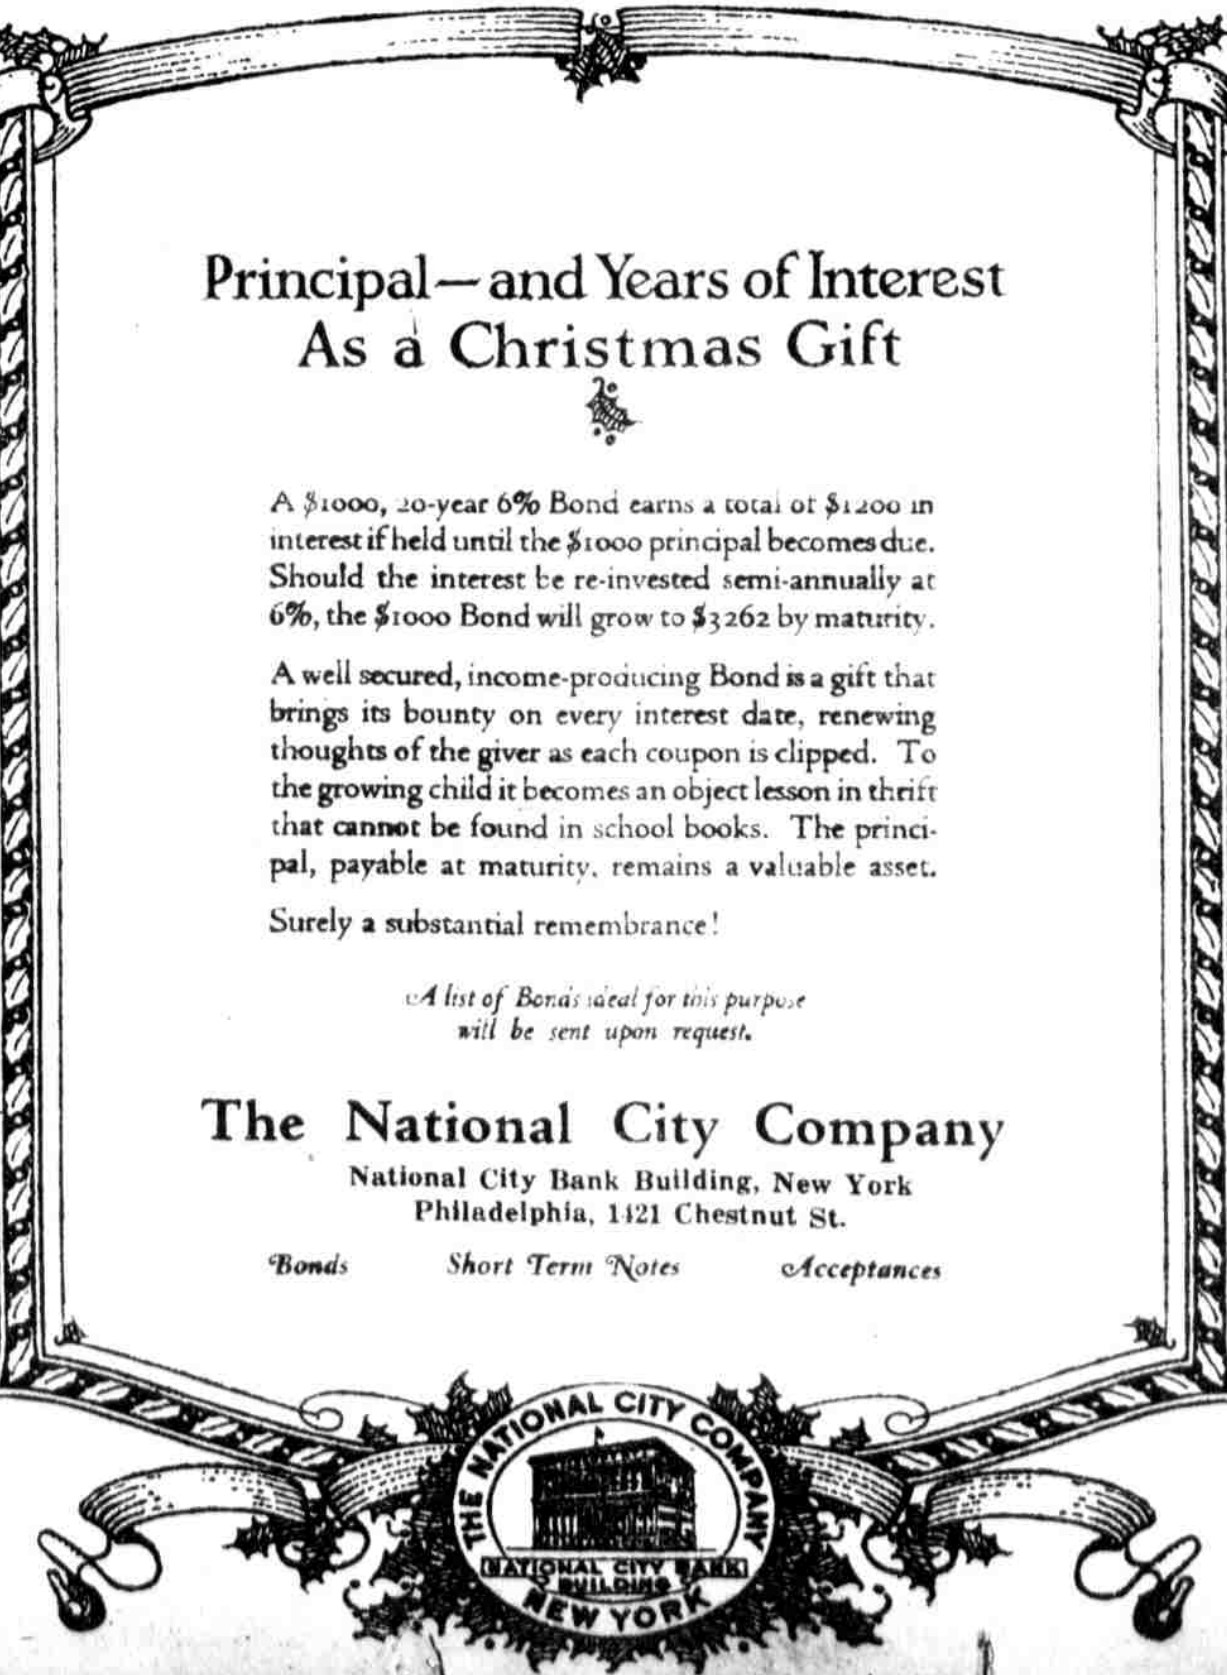 Principal—and Years of Interest
As a Christmas Gift
A $1000, 20-year 6% Bond earns a total of $1200 in
interest if held until the $1000 principal becomes due.
Should the interest be re-invested semi-annually at
6%, the $1000 Bond will grow to $3262 by maturity.
A well secured, income-producing Bond is a gift that
brings its bounty on every interest date, renewing
thoughts of the giver as each coupon is clipped. To
the growing child it becomes an object lesson in thrift
that cannot be found in school books. The princi-
pal, payable at maturity, remains a valuable asset.
Surely a substantial remembrance!
A list of Bonds ideal for this purpose
will be sent upon request.
The National City Company
National City Bank Building, New York
Philadelphia, 1421 Chestnut St.
Bonds Short Term Notes Acceptances
THE NATIONAL CITY COMPANY
NATIONAL CITY BANK
BUILDING
NEW YORK